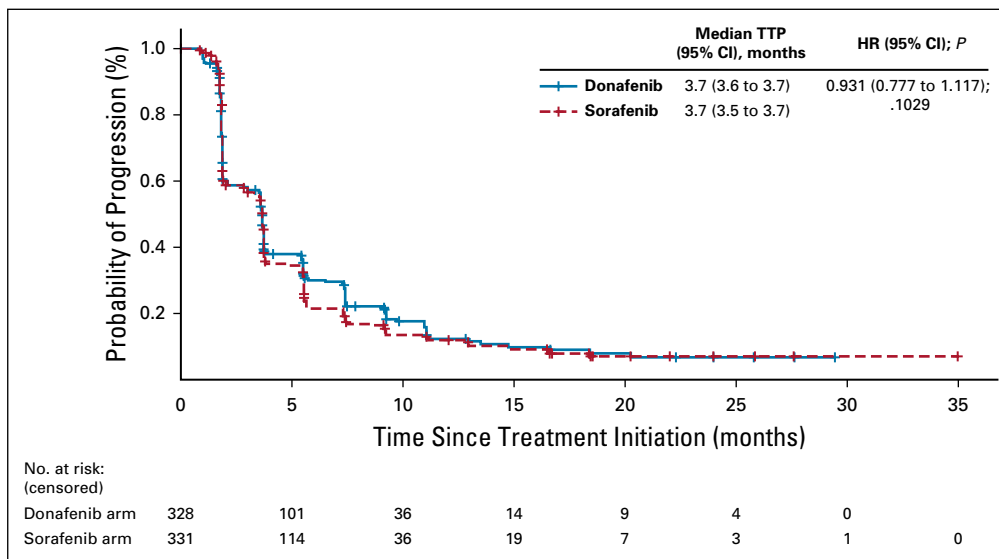 Median TTP
(95% CI), months
HR (95% CI); P
Donafenib 3.7 (3.6 to 3.7) 0.931 (0.777 to 1.117);
.1029
Sorafenib 3.7 (3.5 to 3.7)
Probability of Progression (%)
1.0
0.8
0.6
0.4
0.2
0 5 10 15 20 25 30 35
Time Since Treatment Initiation (months)
No. at risk:
(censored)
Donafenib arm 328 101 36 14 9 4 0
Sorafenib arm 331 114 36 19 7 3 1 0